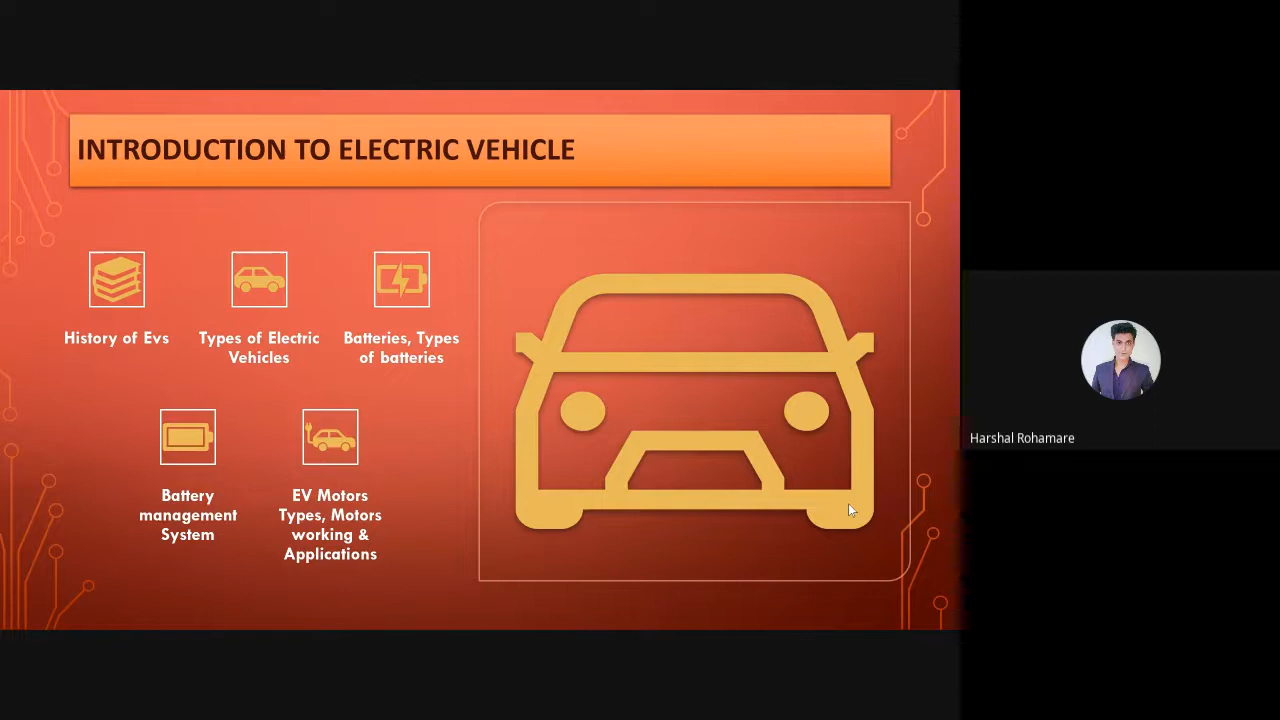 INTRODUCTION TO ELECTRIC VEHICLE
History of Evs
Types of Electric
Vehicles
Batteries, Types
of batteries
Battery
management
System
EV Motors
Types, Motors
working &
Applications
Harshal Rohamare